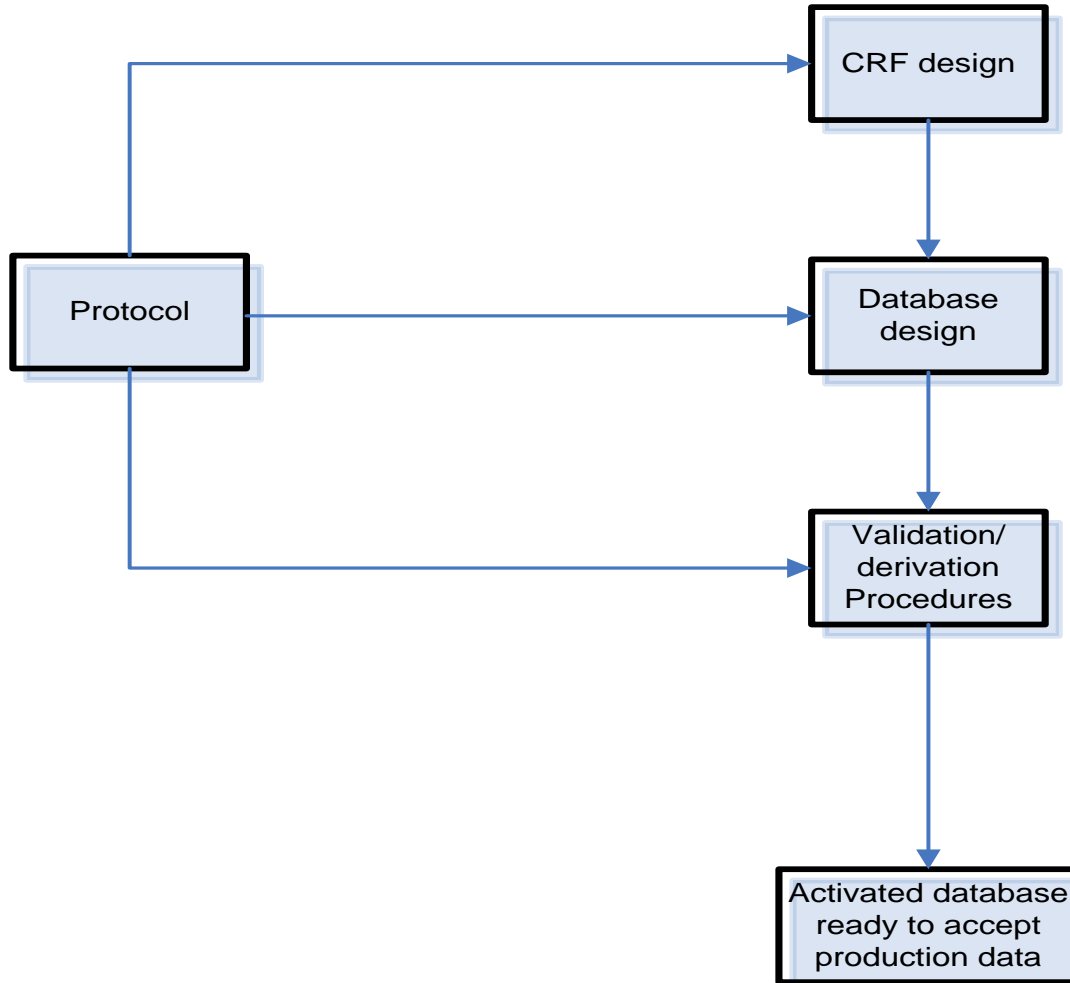 CRF design
Protocol
Database
design
Validation/
derivation
Procedures
Activated database
ready to accept
production data